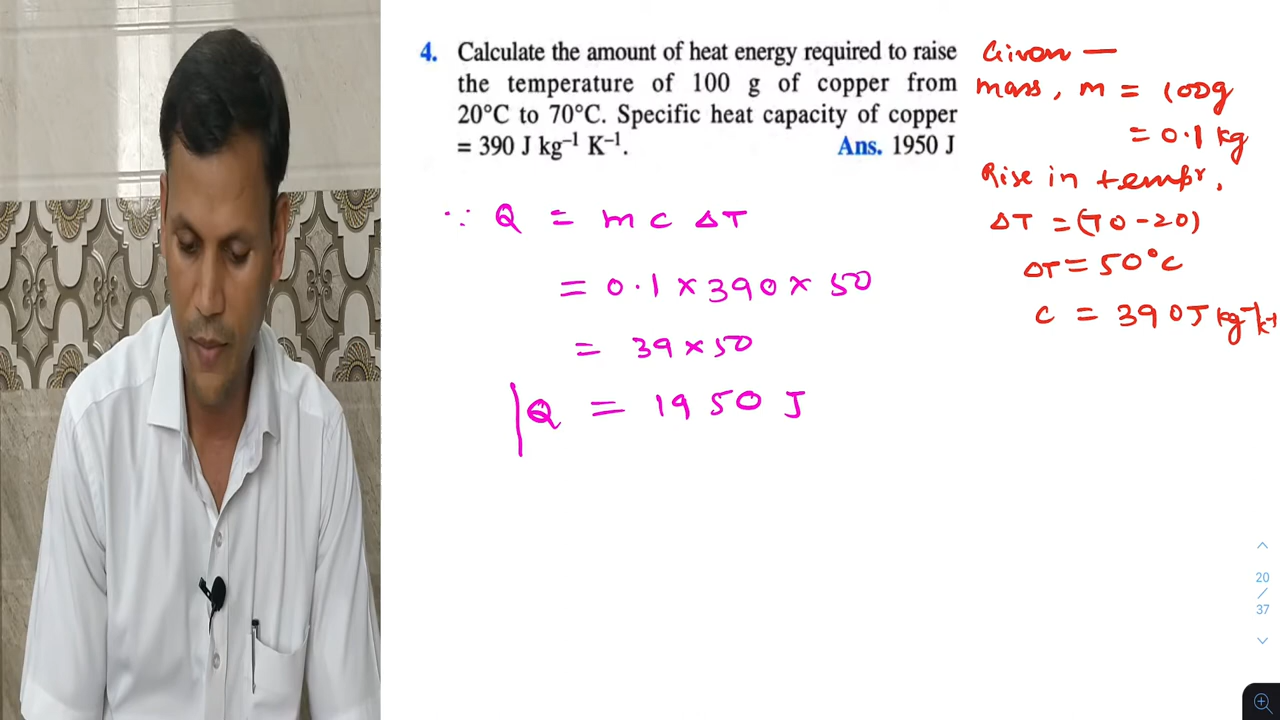 4. Calculate the amount of heat energy required to raise
the temperature of 100 g of copper from
20°C to 70°C. Specific heat capacity of copper
= 390 J kg⁻¹ K⁻¹. Ans. 1950 J
∵ Q = m c ΔT
= 0.1 × 390 × 50
= 39 × 50
Q = 1950 J
Given —
mass, m = 100g
= 0.1 kg
Rise in tempr.
ΔT = (70 - 20)
ΔT = 50°C
c = 390 J kg⁻¹ k⁻¹
20
/
37